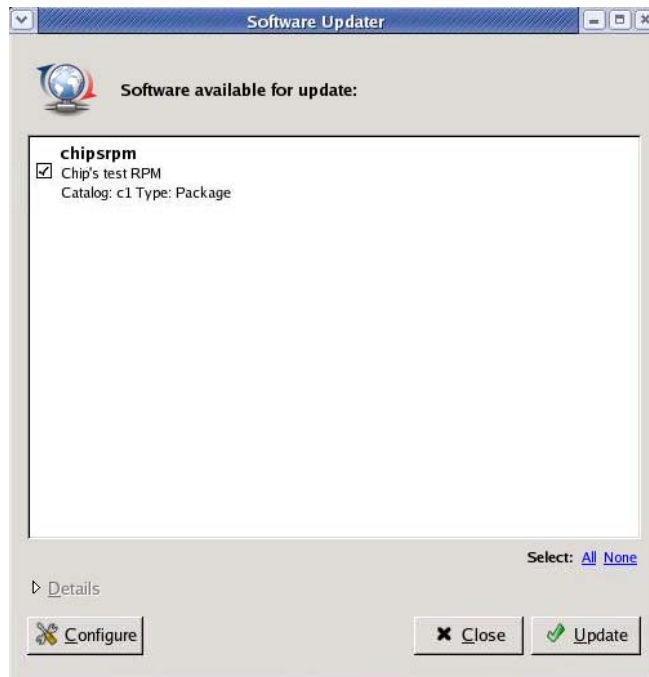 Software Updater
Software available for update:
chipsrpm
Chip's test RPM
Catalog: c1 Type: Package
Select: All None
Details
Configure
Close
Update